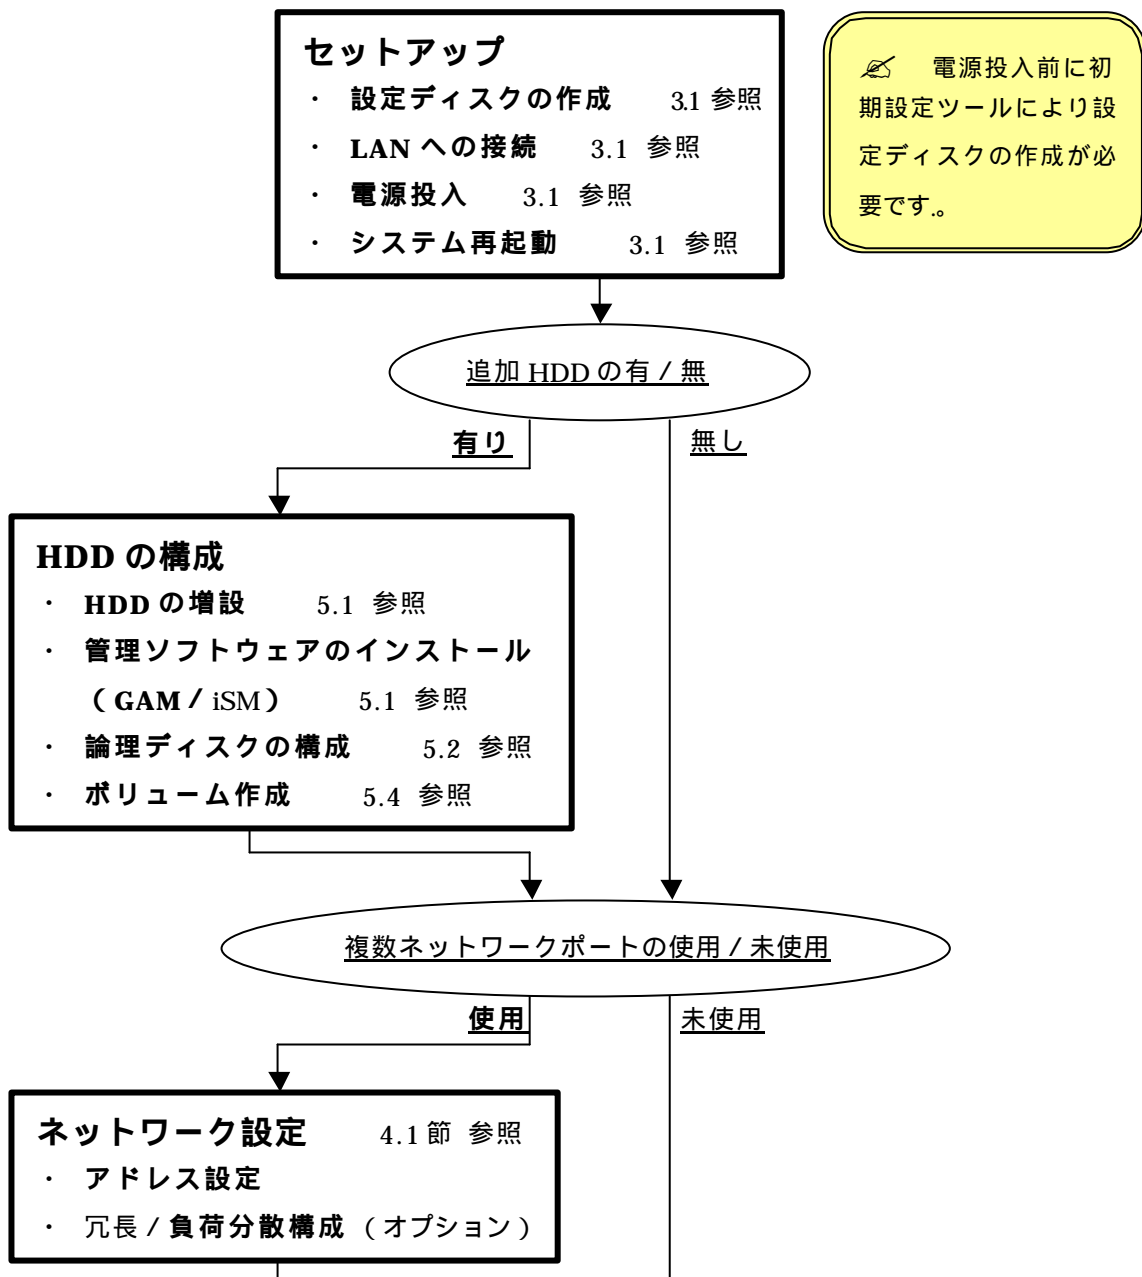 セットアップ
・ 設定ディスクの作成 3.1 参照
・ LAN への接続 3.1 参照
・ 電源投入 3.1 参照
・ システム再起動 3.1 参照
✍ 電源投入前に初
期設定ツールにより設
定ディスクの作成が必
要です.。
追加 HDD の有 / 無
有り
無し
HDD の構成
・ HDD の増設 5.1 参照
・ 管理ソフトウェアのインストール
（GAM / iSM） 5.1 参照
・ 論理ディスクの構成 5.2 参照
・ ボリューム作成 5.4 参照
複数ネットワークポートの使用 / 未使用
使用
未使用
ネットワーク設定 4.1 節 参照
・ アドレス設定
・ 冗長 / 負荷分散構成（オプション）